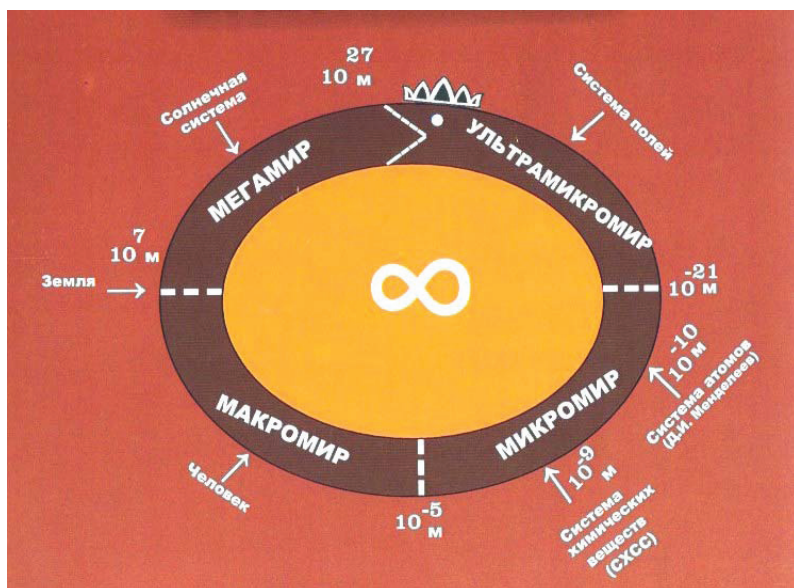 27
10 м
Солнечная
система
Система полей
МЕГАМИР
УЛЬТРАМИКРОМИР
7
10 м
Земля
∞
-21
10 м
-10
10 м
Система атомов
(Д.И. Менделеев)
МАКРОМИР
МИКРОМИР
Человек
-5
10 м
-9
10 м
Система
химических
веществ
(СХСС)